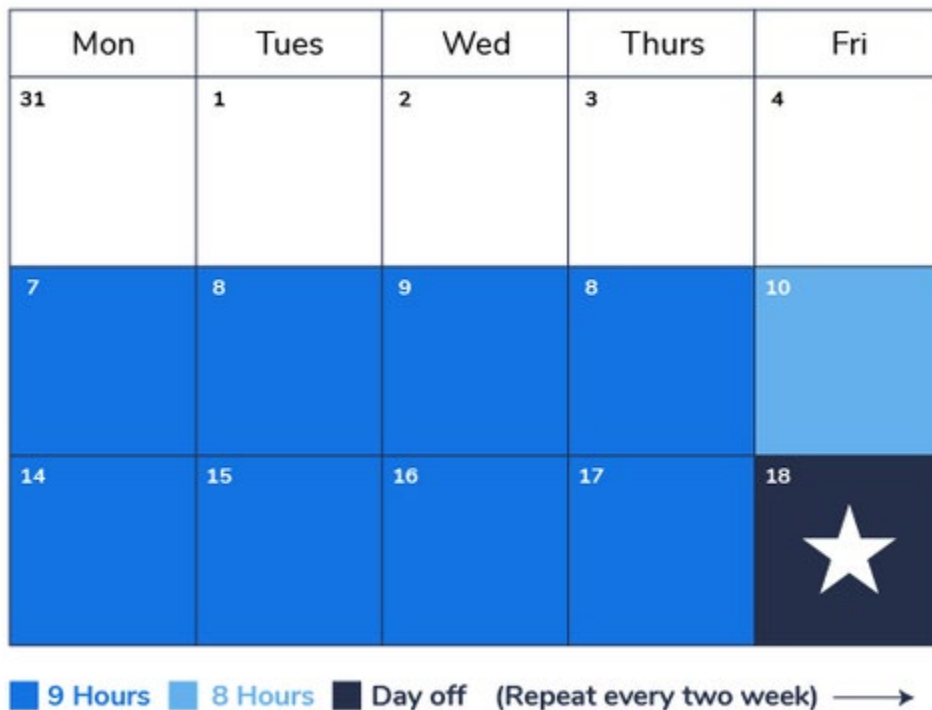 Mon Tues Wed Thurs Fri
31 1 2 3 4
7 8 9 8 10
14 15 16 17 18
9 Hours 8 Hours Day off (Repeat every two week)